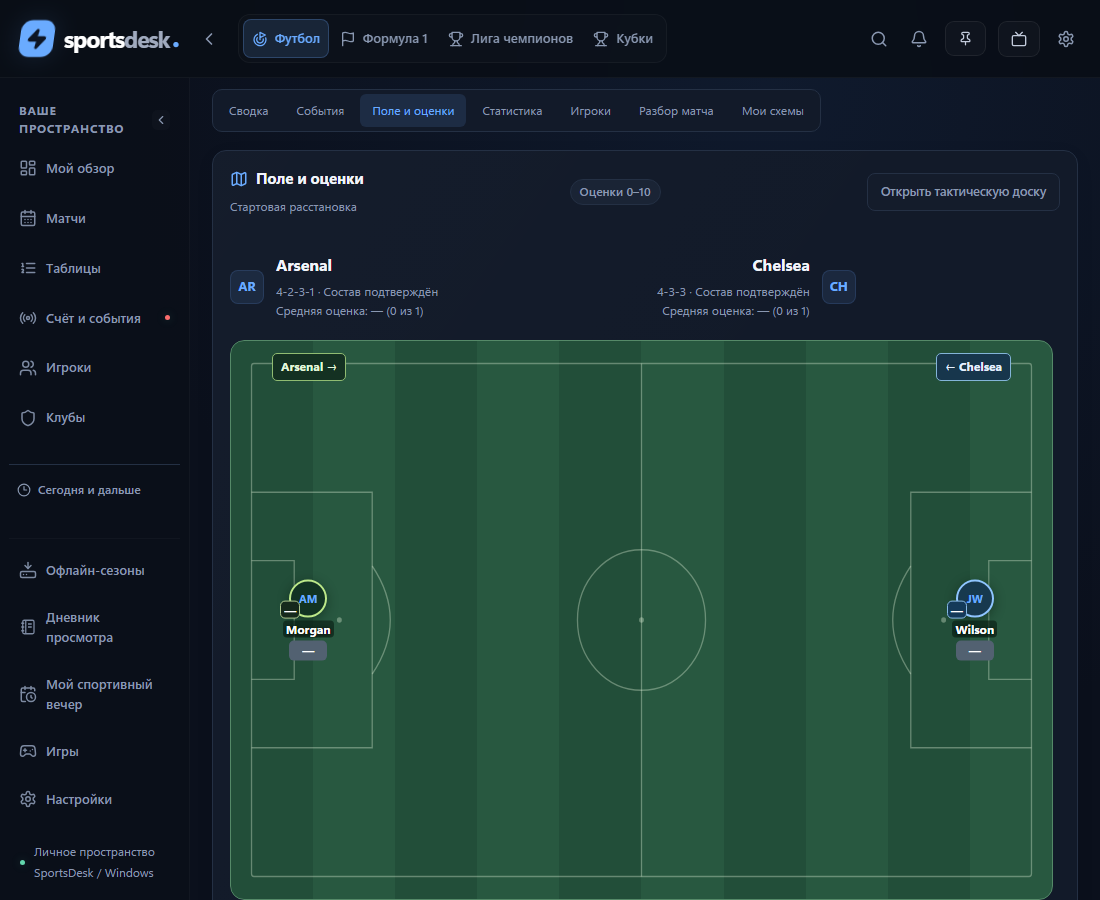 sportsdesk.
Футбол
Формула 1
Лига чемпионов
Кубки
ВАШЕ
ПРОСТРАНСТВО
Мой обзор
Матчи
Таблицы
Счёт и события
Игроки
Клубы
Сегодня и дальше
Офлайн-сезоны
Дневник
просмотра
Мой спортивный
вечер
Игры
Настройки
Личное пространство
SportsDesk / Windows
Сводка
События
Поле и оценки
Статистика
Игроки
Разбор матча
Мои схемы
Поле и оценки
Стартовая расстановка
Оценки 0–10
Открыть тактическую доску
AR
Arsenal
4-2-3-1 · Состав подтверждён
Средняя оценка: — (0 из 1)
Chelsea
4-3-3 · Состав подтверждён
Средняя оценка: — (0 из 1)
CH
Arsenal →
← Chelsea
AM
—
Morgan
—
JW
—
Wilson
—